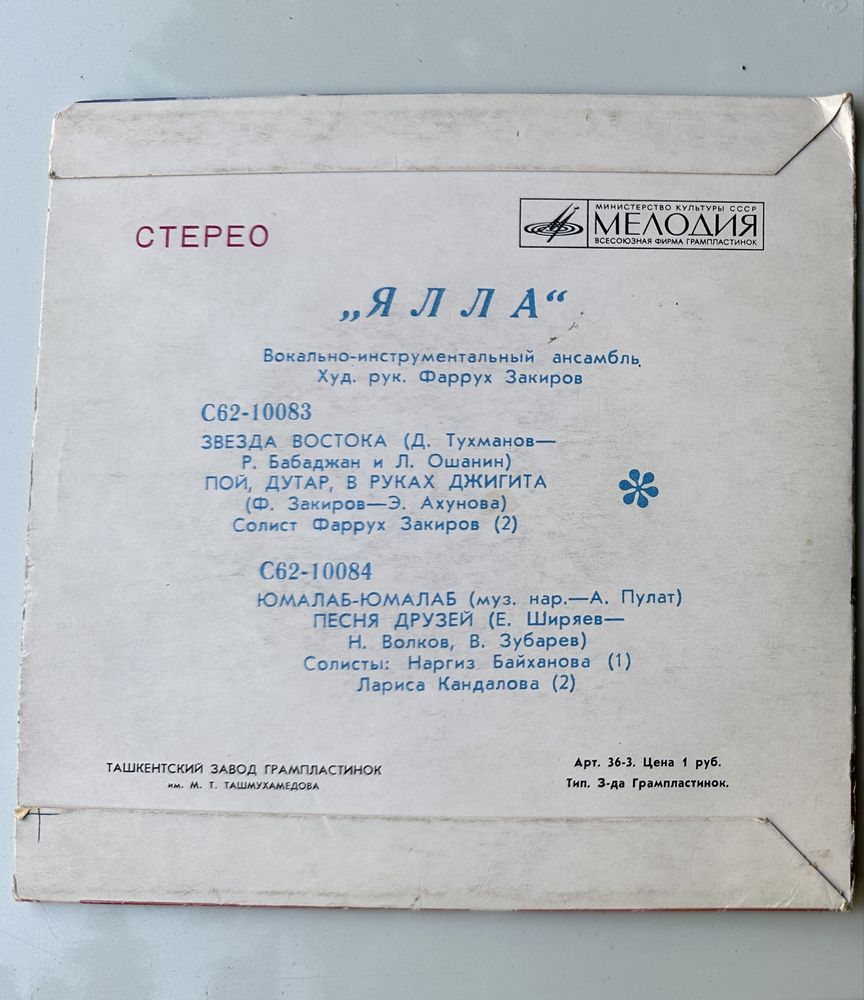 СТЕРЕО
МИНИСТЕРСТВО КУЛЬТУРЫ СССР
МЕЛОДИЯ
ВСЕСОЮЗНАЯ ФИРМА ГРАМПЛАСТИНОК
„ЯЛЛА“
Вокально-инструментальный ансамбль,
Худ. рук. Фаррух Закиров
С62-10083
ЗВЕЗДА ВОСТОКА (Д. Тухманов—
Р. Бабаджан и Л. Ошанин)
ПОЙ, ДУТАР, В РУКАХ ДЖИГИТА
(Ф. Закиров—Э. Ахунова)
Солист Фаррух Закиров (2)
С62-10084
ЮМАЛАБ-ЮМАЛАБ (муз. нар.—А. Пулат)
ПЕСНЯ ДРУЗЕЙ (Е. Ширяев—
Н. Волков, В. Зубарев)
Солисты: Наргиз Байханова (1)
Лариса Кандалова (2)
ТАШКЕНТСКИЙ ЗАВОД ГРАМПЛАСТИНОК
им. М. Т. ТАШМУХАМЕДОВА
Арт. 36-3. Цена 1 руб.
Тип. З-да Грампластинок.